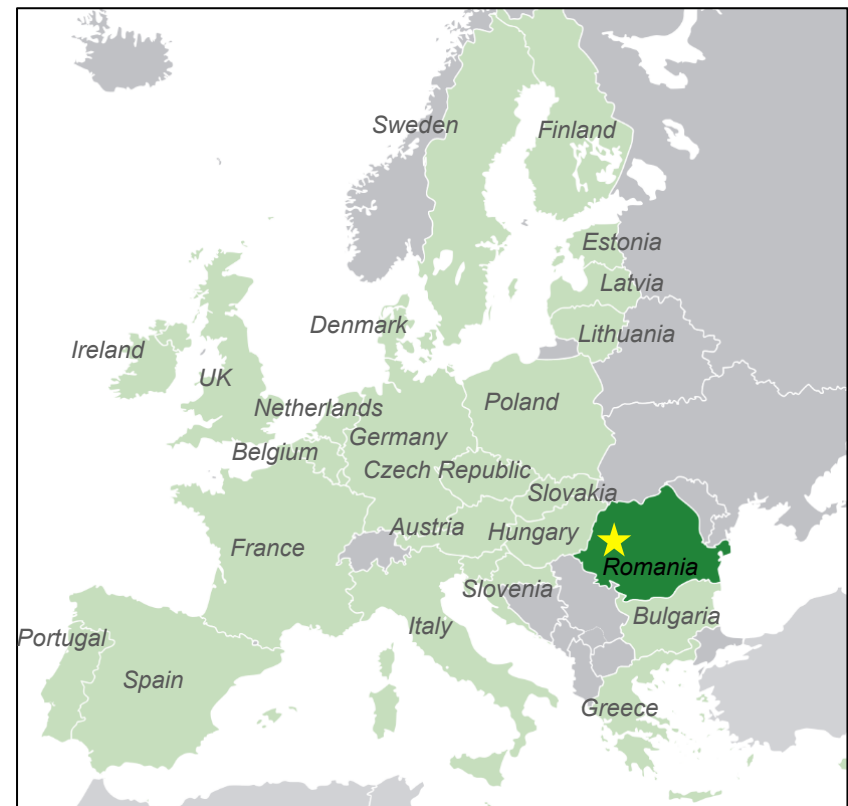 Sweden
Finland
Estonia
Latvia
Denmark
Lithuania
Ireland
UK
Netherlands
Poland
Germany
Belgium
Czech Republic
Slovakia
Austria
Hungary
France
Romania
Slovenia
Bulgaria
Italy
Portugal
Spain
Greece